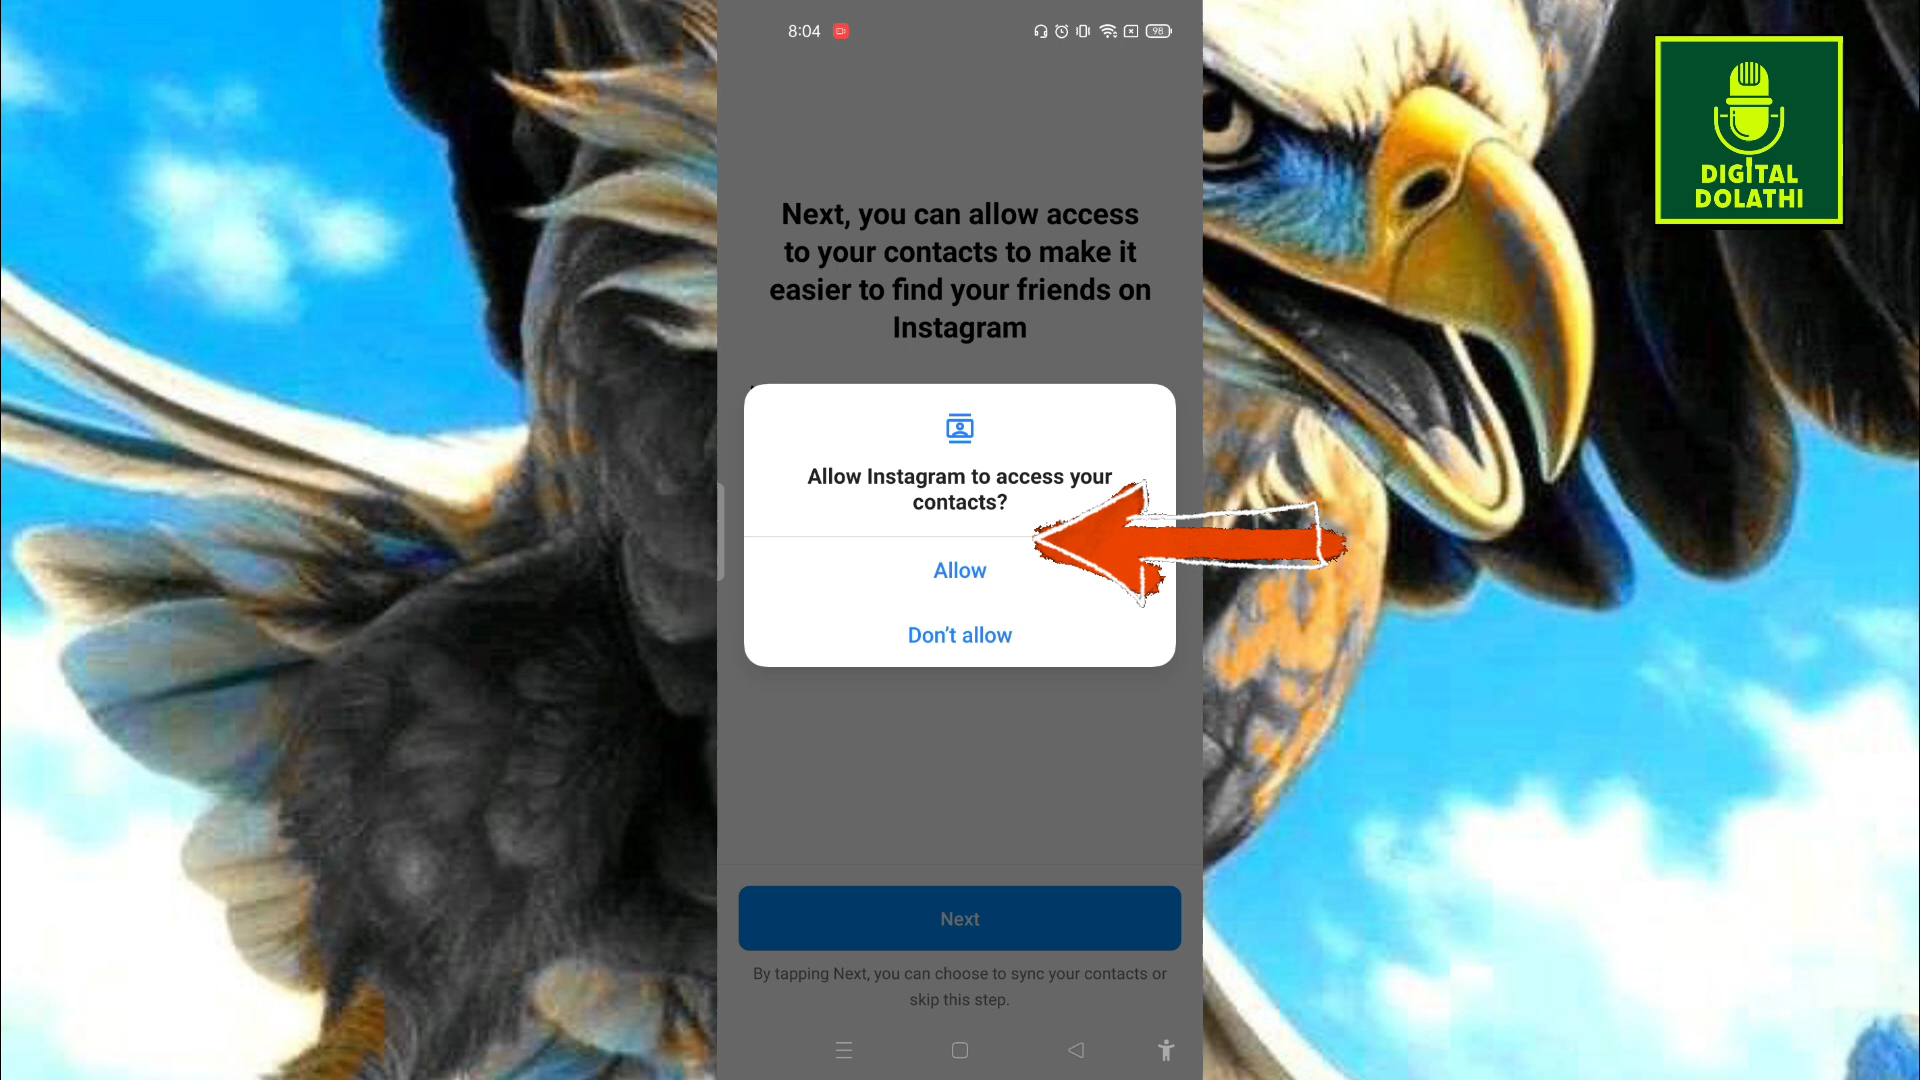 8:04
98
DIGITAL
DOLATHI
Next, you can allow access
to your contacts to make it
easier to find your friends on
Instagram
Allow Instagram to access your
contacts?
Allow
Don’t allow
Next
By tapping Next, you can choose to sync your contacts or
skip this step.